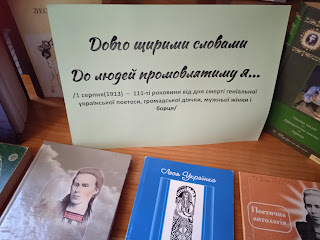 Довго щирими словами
До людей промовлятиму я...
/1 серпня(1913) – 111-ті роковини від дня смерті геніальної
української поетеси, громадської діячки, мужньої жінки і
борця/
Леся Українка
Поетична
антологія